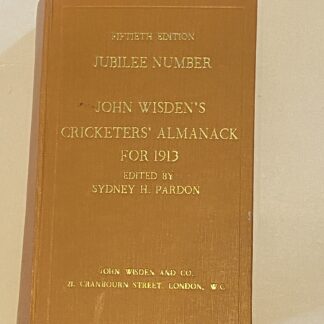 FIFTIETH EDITION
JUBILEE NUMBER
JOHN WISDEN'S
CRICKETERS' ALMANACK
FOR 1913
EDITED BY
SYDNEY H. PARDON
JOHN WISDEN AND CO.
21, CRANBOURN STREET, LONDON, W.C